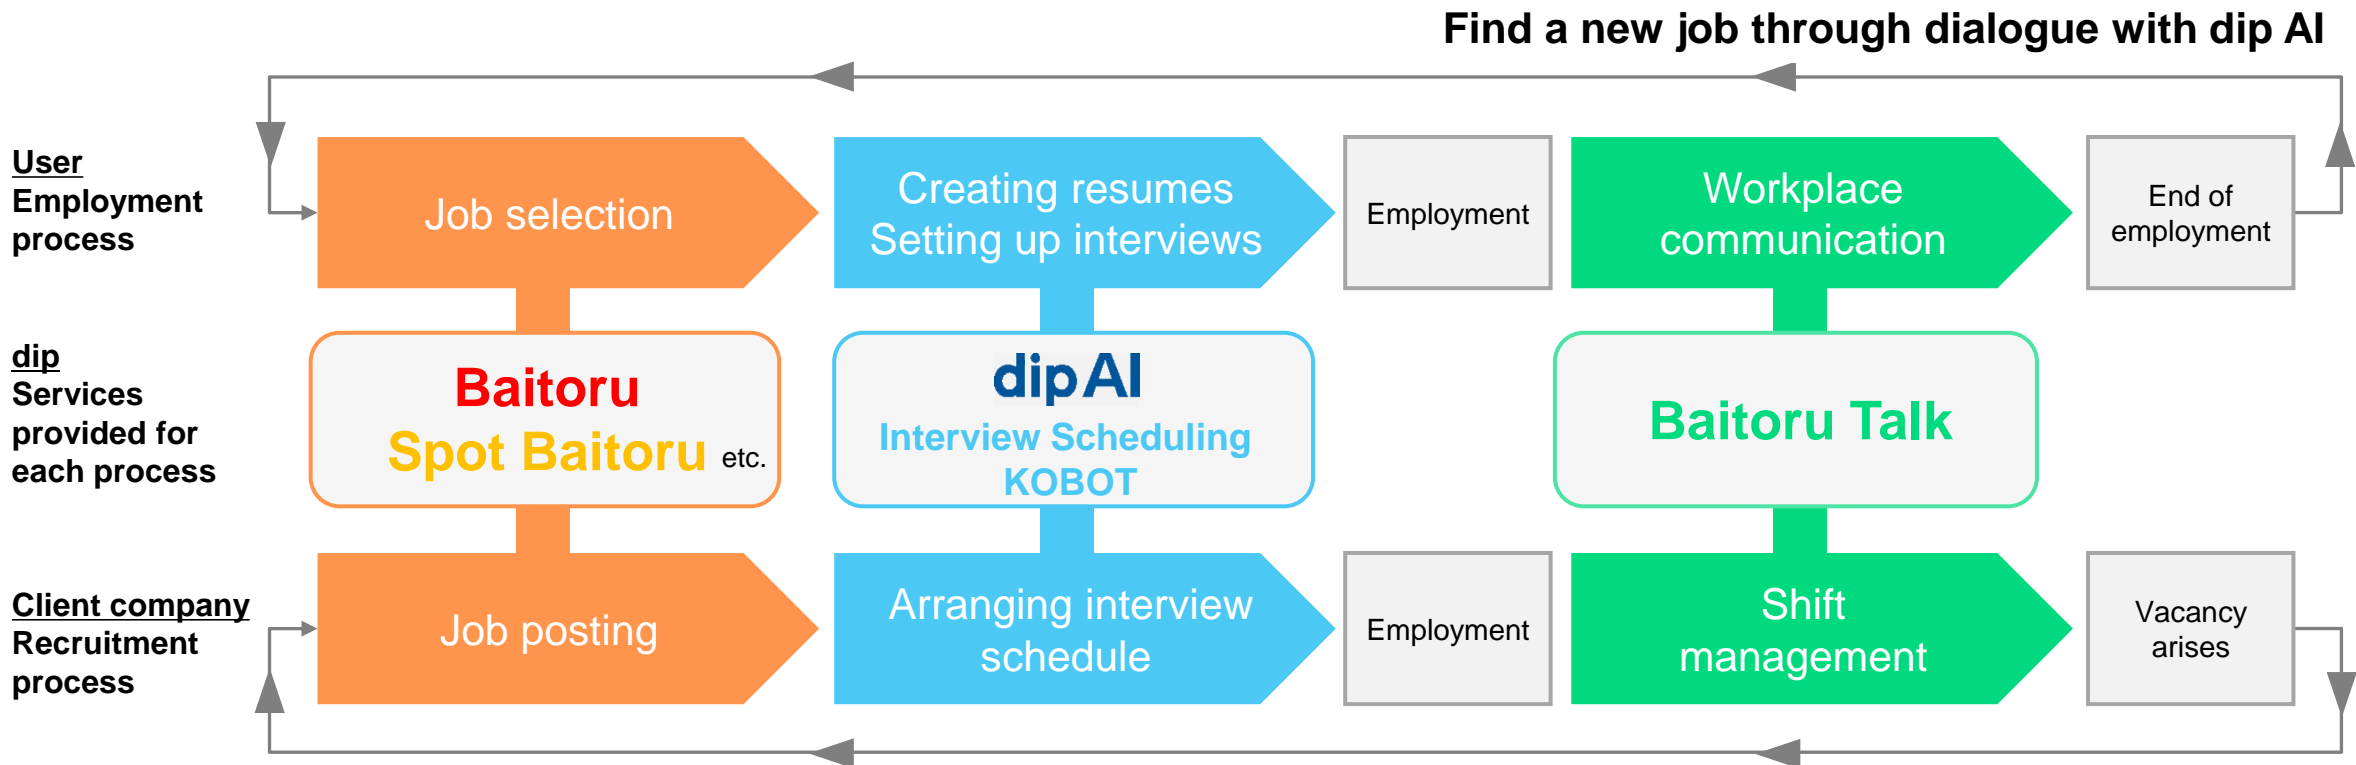 Find a new job through dialogue with dip AI
User
Employment
process
Job selection
Creating resumes
Setting up interviews
Employment
Workplace
communication
End of
employment
dip
Services
provided for
each process
Baitoru
Spot Baitoru etc.
dip AI
Interview Scheduling
KOBOT
Baitoru Talk
Client company
Recruitment
process
Job posting
Arranging interview
schedule
Employment
Shift
management
Vacancy
arises